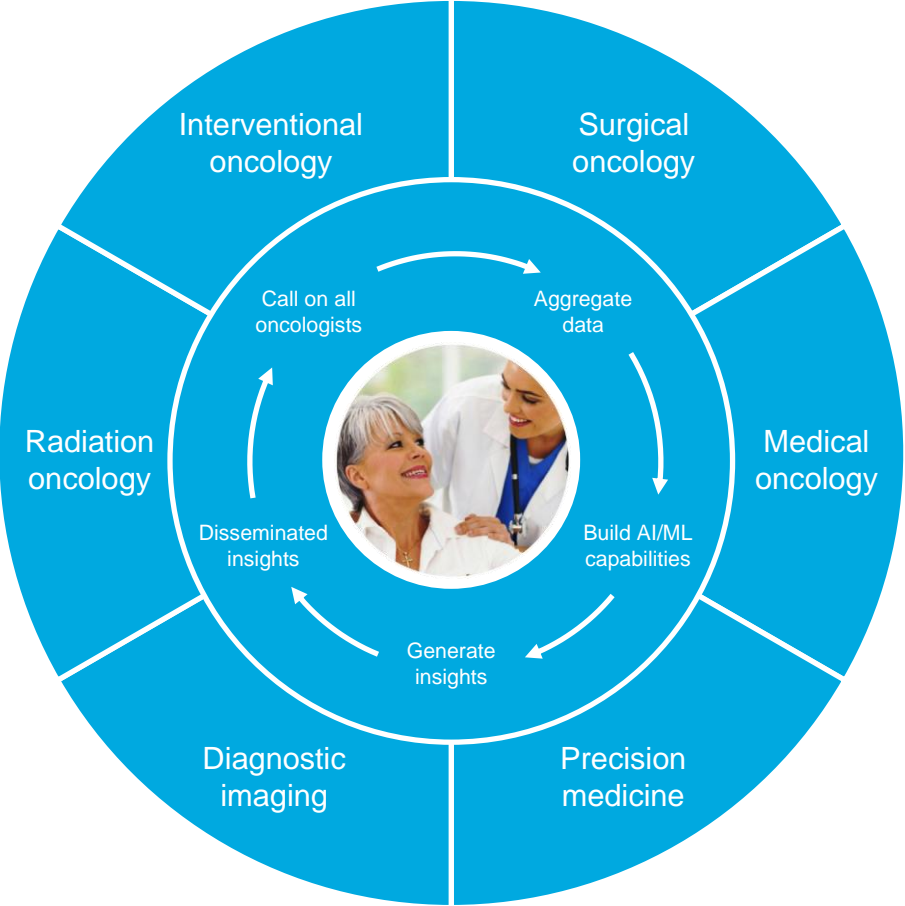 Interventional
oncology
Surgical
oncology
Call on all
oncologists
Aggregate
data
Radiation
oncology
Medical
oncology
Disseminated
insights
Build AI/ML
capabilities
Generate
insights
Diagnostic
imaging
Precision
medicine